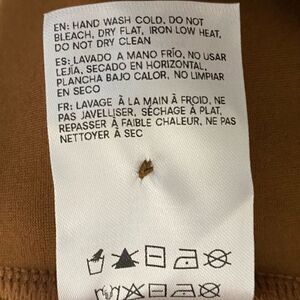 EN: HAND WASH COLD, DO NOT
BLEACH, DRY FLAT, IRON LOW HEAT,
DO NOT DRY CLEAN
ES: LAVADO A MANO FRÍO, NO USAR
LEJÍA, SECADO EN HORIZONTAL,
PLANCHA BAJO CALOR, NO LIMPIAR
EN SECO
FR: LAVAGE À LA MAIN À FROID, NE
PAS JAVELLISER, SÉCHAGE À PLAT,
REPASSER À FAIBLE CHALEUR, NE PAS
NETTOYER À SEC